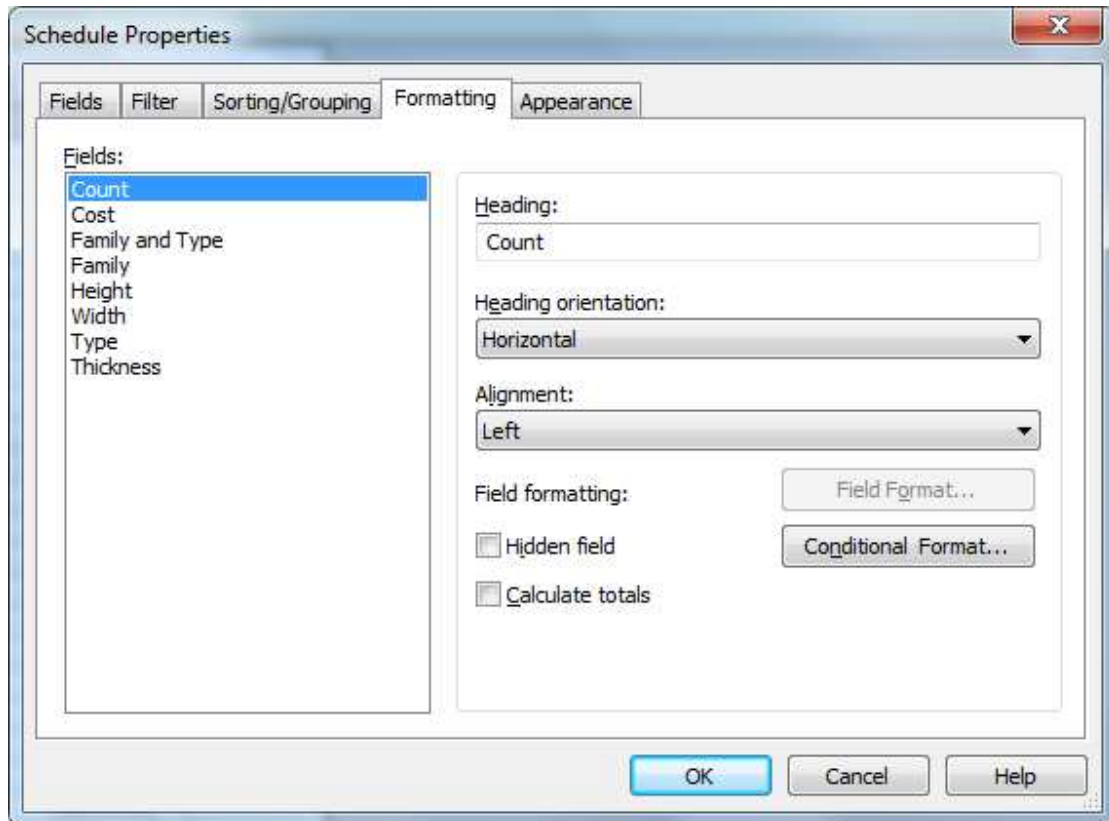 Schedule Properties
Fields Filter Sorting/Grouping Formatting Appearance
Fields:
Count
Cost
Family and Type
Family
Height
Width
Type
Thickness
Heading:
Count
Heading orientation:
Horizontal
Alignment:
Left
Field formatting:
Field Format...
Hidden field
Conditional Format...
Calculate totals
OK Cancel Help